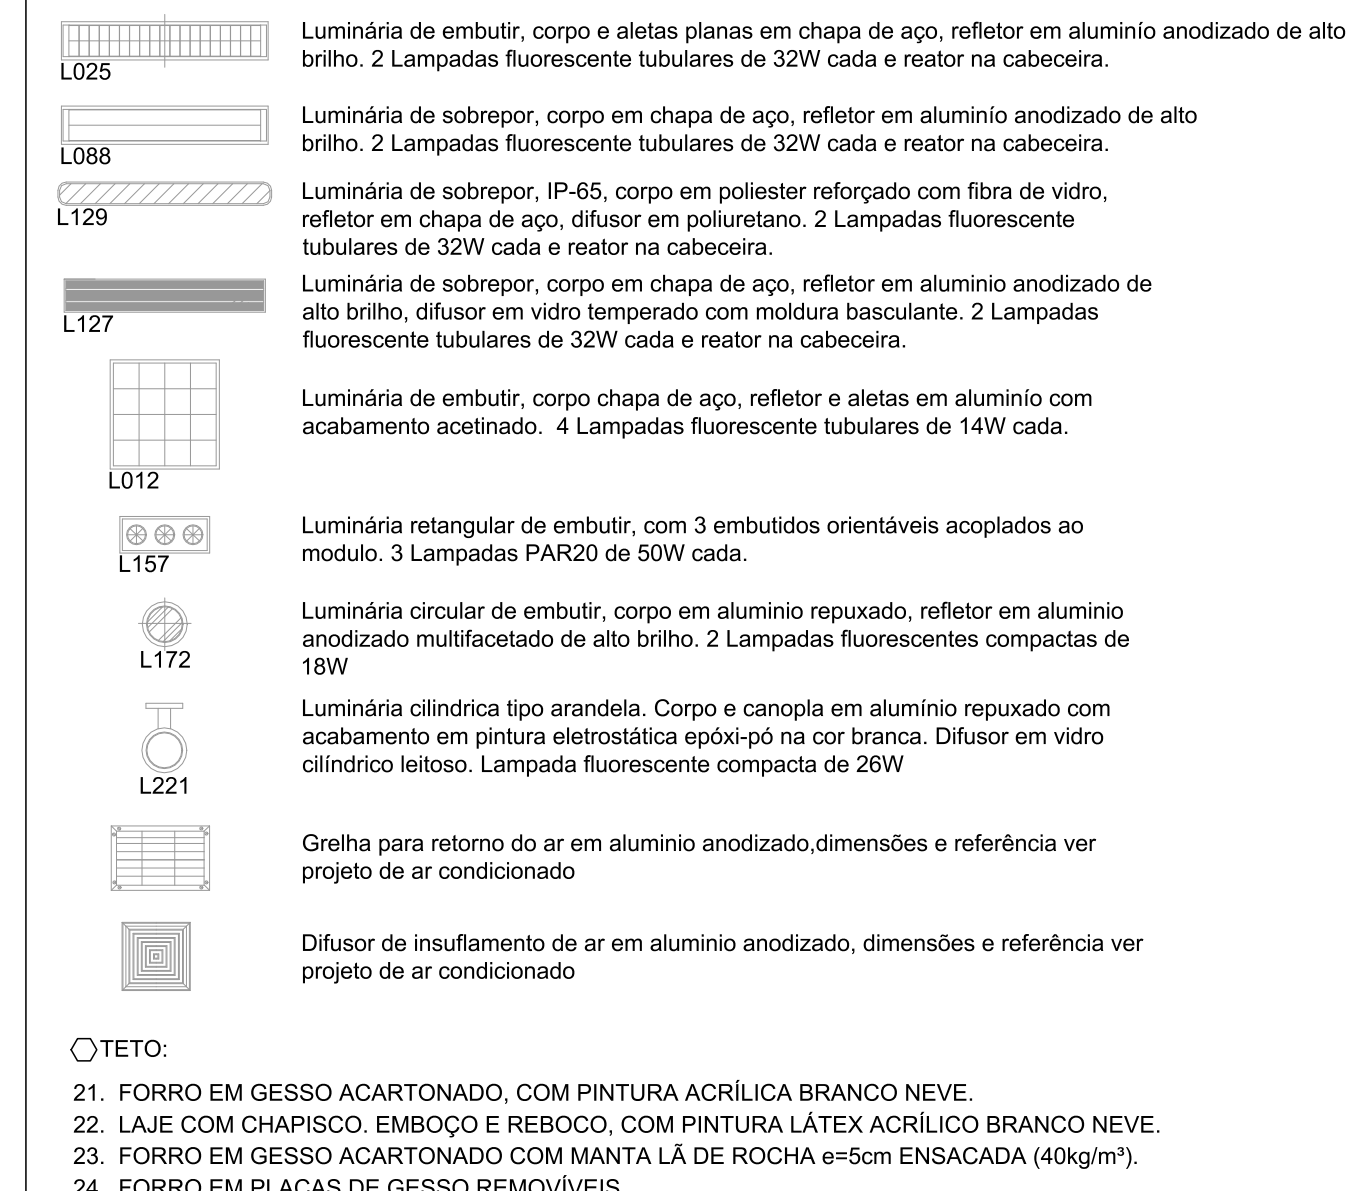 Luminária de embutir, corpo e aletas planas em chapa de aço, refletor em aluminío anodizado de alto
brilho. 2 Lampadas fluorescente tubulares de 32W cada e reator na cabeceira.
L025
Luminária de sobrepor, corpo em chapa de aço, refletor em aluminío anodizado de alto
brilho. 2 Lampadas fluorescente tubulares de 32W cada e reator na cabeceira.
L088
Luminária de sobrepor, IP-65, corpo em poliester reforçado com fibra de vidro,
refletor em chapa de aço, difusor em poliuretano. 2 Lampadas fluorescente
tubulares de 32W cada e reator na cabeceira.
L129
Luminária de sobrepor, corpo em chapa de aço, refletor em aluminio anodizado de
alto brilho, difusor em vidro temperado com moldura basculante. 2 Lampadas
fluorescente tubulares de 32W cada e reator na cabeceira.
L127
Luminária de embutir, corpo chapa de aço, refletor e aletas em aluminío com
acabamento acetinado.  4 Lampadas fluorescente tubulares de 14W cada.
L012
Luminária retangular de embutir, com 3 embutidos orientáveis acoplados ao
modulo. 3 Lampadas PAR20 de 50W cada.
L157
Luminária circular de embutir, corpo em aluminio repuxado, refletor em aluminio
anodizado multifacetado de alto brilho. 2 Lampadas fluorescentes compactas de
18W
L172
Luminária cilindrica tipo arandela. Corpo e canopla em alumínio repuxado com
acabamento em pintura eletrostática epóxi-pó na cor branca. Difusor em vidro
cilíndrico leitoso. Lampada fluorescente compacta de 26W
L221
Grelha para retorno do ar em aluminio anodizado,dimensões e referência ver
projeto de ar condicionado
Difusor de insuflamento de ar em aluminio anodizado, dimensões e referência ver
projeto de ar condicionado
TETO:
21. FORRO EM GESSO ACARTONADO, COM PINTURA ACRÍLICA BRANCO NEVE.
22. LAJE COM CHAPISCO. EMBOÇO E REBOCO, COM PINTURA LÁTEX ACRÍLICO BRANCO NEVE.
23. FORRO EM GESSO ACARTONADO COM MANTA LÃ DE ROCHA e=5cm ENSACADA (40kg/m³).
24. FORRO EM PLACAS DE GESSO REMOVÍVEIS